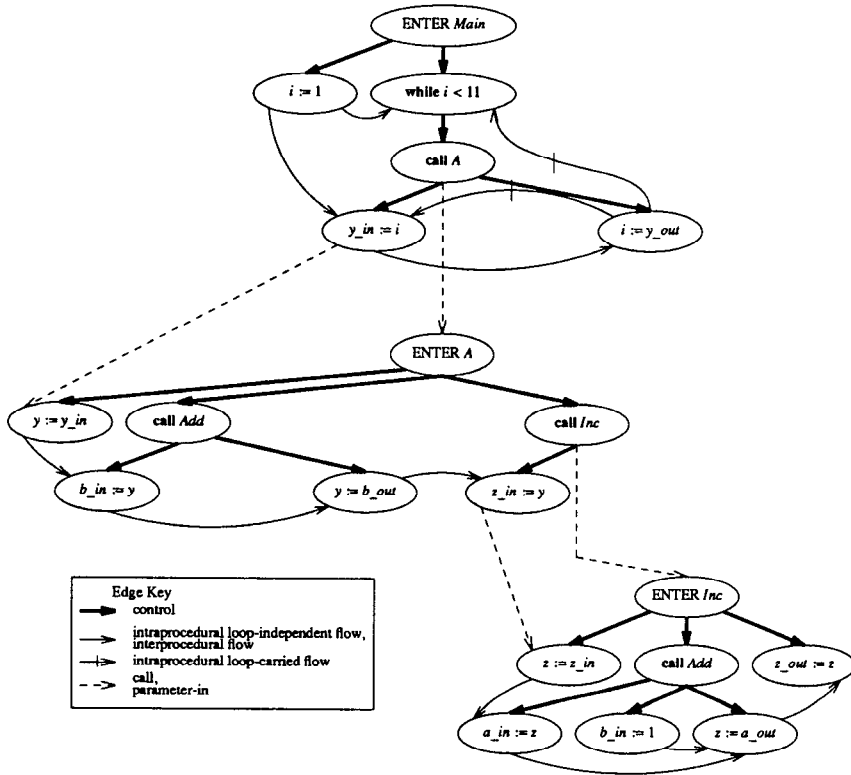 ENTER Main
i := 1
while i < 11
call A
y_in := i
i := y_out
ENTER A
y := y_in
call Add
call Inc
b_in := y
y := b_out
z_in := y
Edge Key
control
intraprocedural loop-independent flow,
interprocedural flow
intraprocedural loop-carried flow
call,
parameter-in
ENTER Inc
z := z_in
call Add
z_out := z
a_in := z
b_in := 1
z := a_out